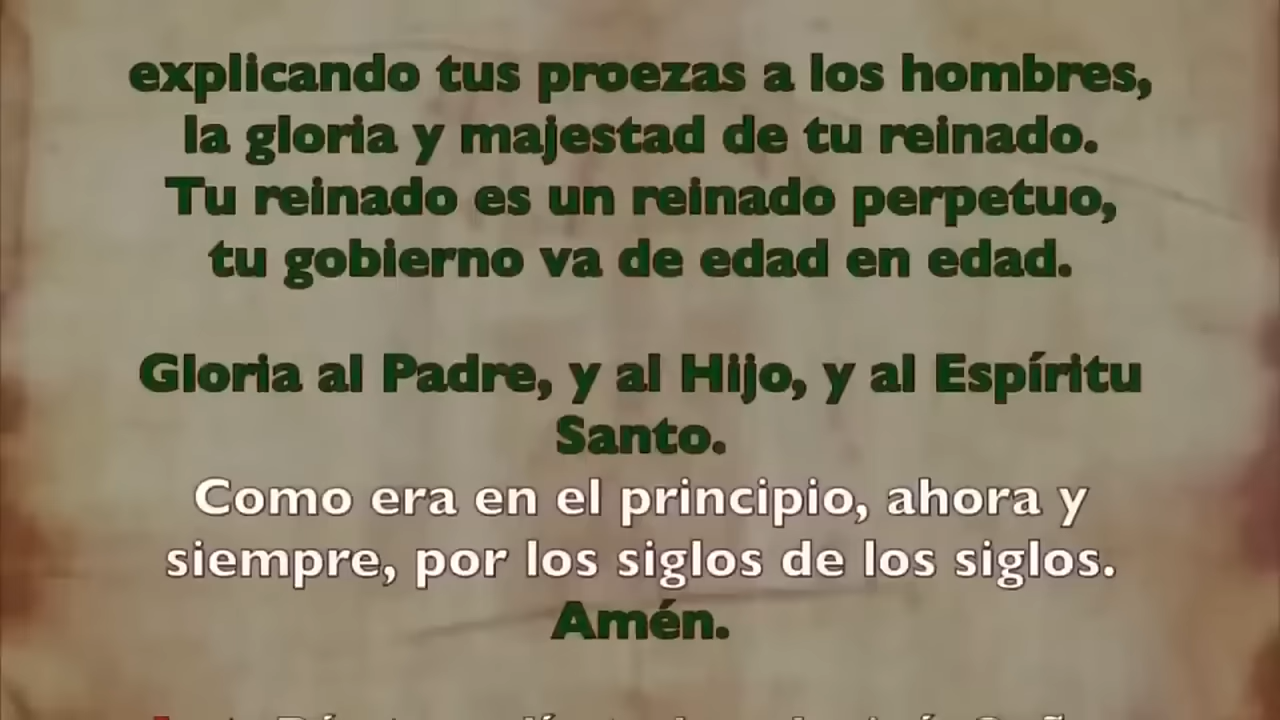 explicando tus proezas a los hombres,
la gloria y majestad de tu reinado.
Tu reinado es un reinado perpetuo,
tu gobierno va de edad en edad.
Gloria al Padre, y al Hijo, y al Espíritu
Santo.
Como era en el principio, ahora y
siempre, por los siglos de los siglos.
Amén.